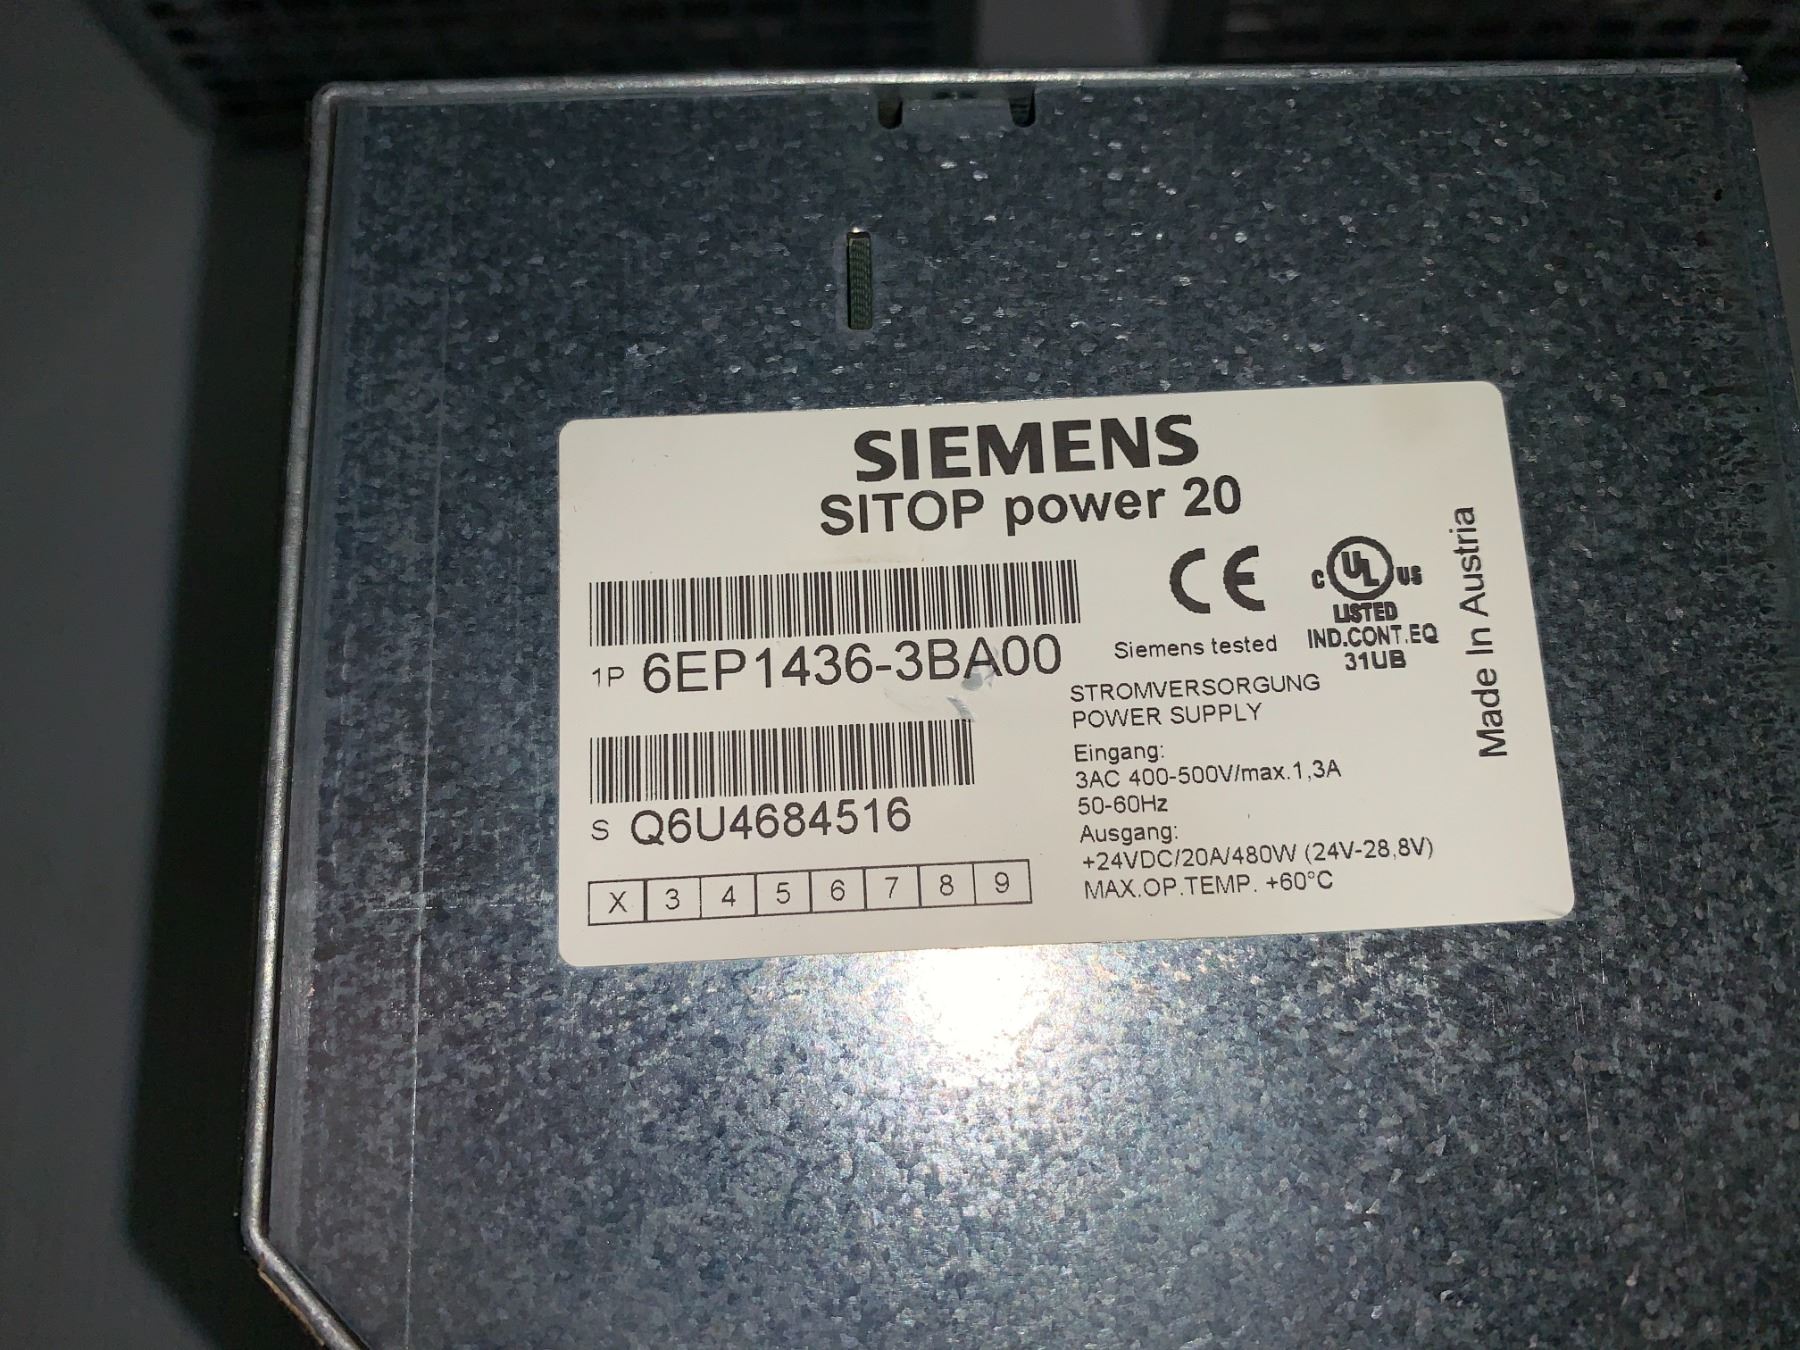 SIEMENS
SITOP power 20
1P 6EP1436-3BA00
S Q6U4684516
X 3 4 5 6 7 8 9
CE
Siemens tested
C UL US
LISTED
IND.CONT.EQ
31UB
STROMVERSORGUNG
POWER SUPPLY
Eingang:
3AC 400-500V/max.1,3A
50-60Hz
Ausgang:
+24VDC/20A/480W (24V-28,8V)
MAX.OP.TEMP. +60°C
Made In Austria